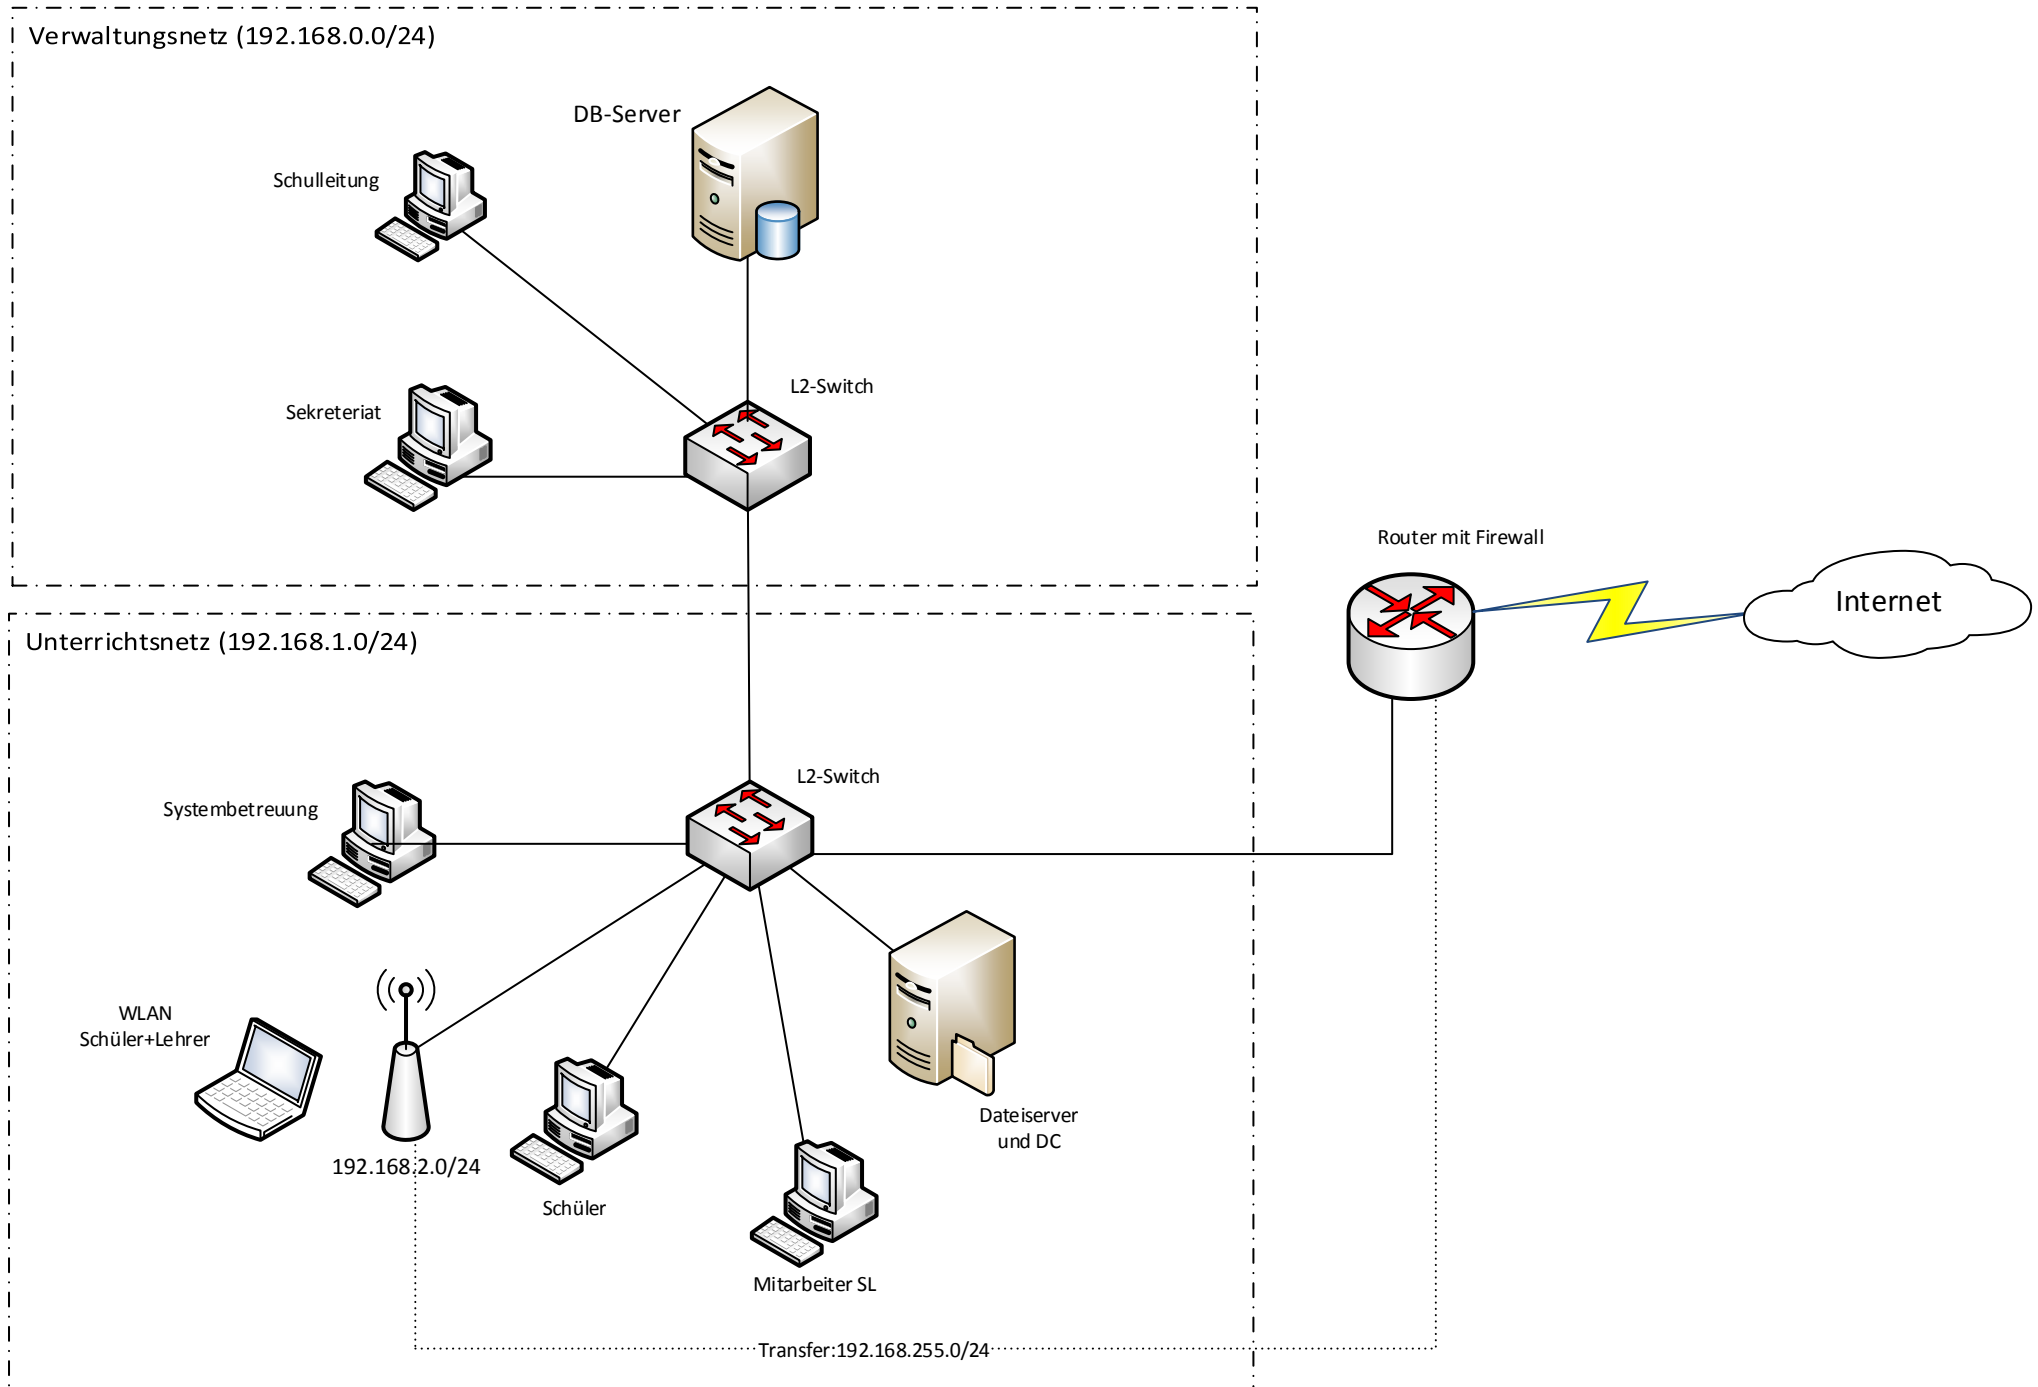 Verwaltungsnetz (192.168.0.0/24)
DB-Server
Schulleitung
L2-Switch
Sekreteriat
Router mit Firewall
Internet
Unterrichtsnetz (192.168.1.0/24)
L2-Switch
Systembetreuung
WLAN
Schüler+Lehrer
192.168.2.0/24
Schüler
Dateiserver
und DC
Mitarbeiter SL
Transfer:192.168.255.0/24